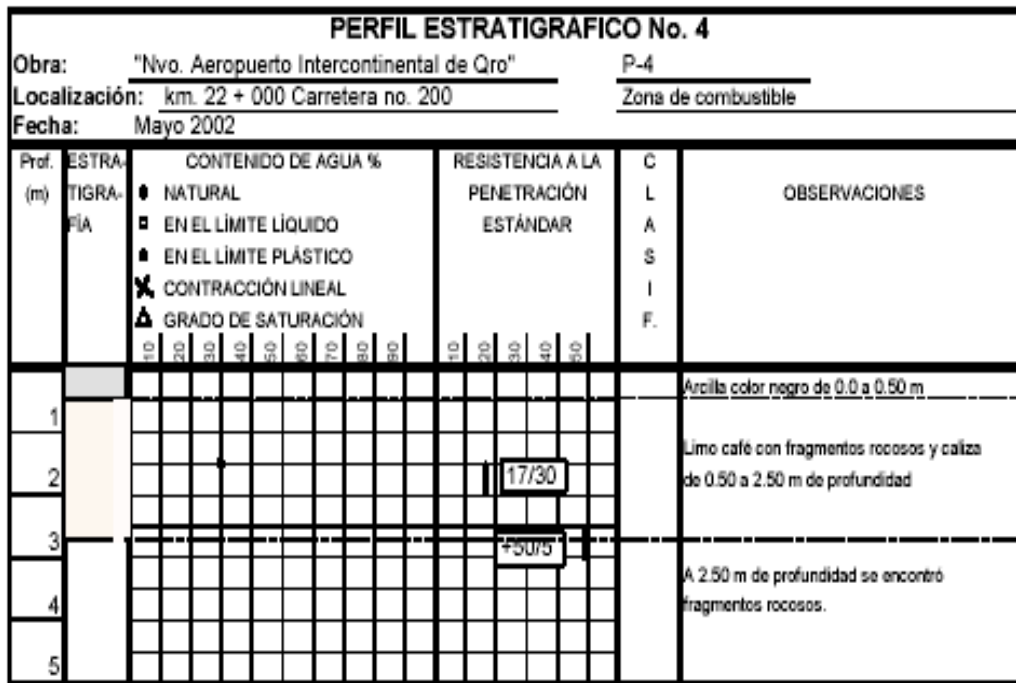 PERFIL ESTRATIGRAFICO No. 4
Obra: "Nvo. Aeropuerto Intercontinental de Qro" P-4
Localización: km. 22 + 000 Carretera no. 200 Zona de combustible
Fecha: Mayo 2002
Prof. ESTRA- CONTENIDO DE AGUA % RESISTENCIA A LA C
(m) TIGRA- NATURAL PENETRACIÓN L OBSERVACIONES
FÍA EN EL LÍMITE LÍQUIDO ESTÁNDAR A
EN EL LÍMITE PLÁSTICO S
CONTRACCIÓN LINEAL I
GRADO DE SATURACIÓN F.
10 20 30 40 50 60 70 80 90 10 20 30 40 50
Arcilla color negro de 0.0 a 0.50 m
1
Limo café con fragmentos rocosos y caliza
2 17/30 de 0.50 a 2.50 m de profundidad
3 +50/5
A 2.50 m de profundidad se encontró
4 fragmentos rocosos.
5